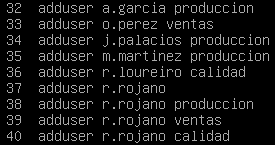 32 adduser a.garcia produccion
33 adduser o.perez ventas
34 adduser j.palacios produccion
35 adduser m.martinez produccion
36 adduser r.loureiro calidad
37 adduser r.rojano
38 adduser r.rojano produccion
39 adduser r.rojano ventas
40 adduser r.rojano calidad